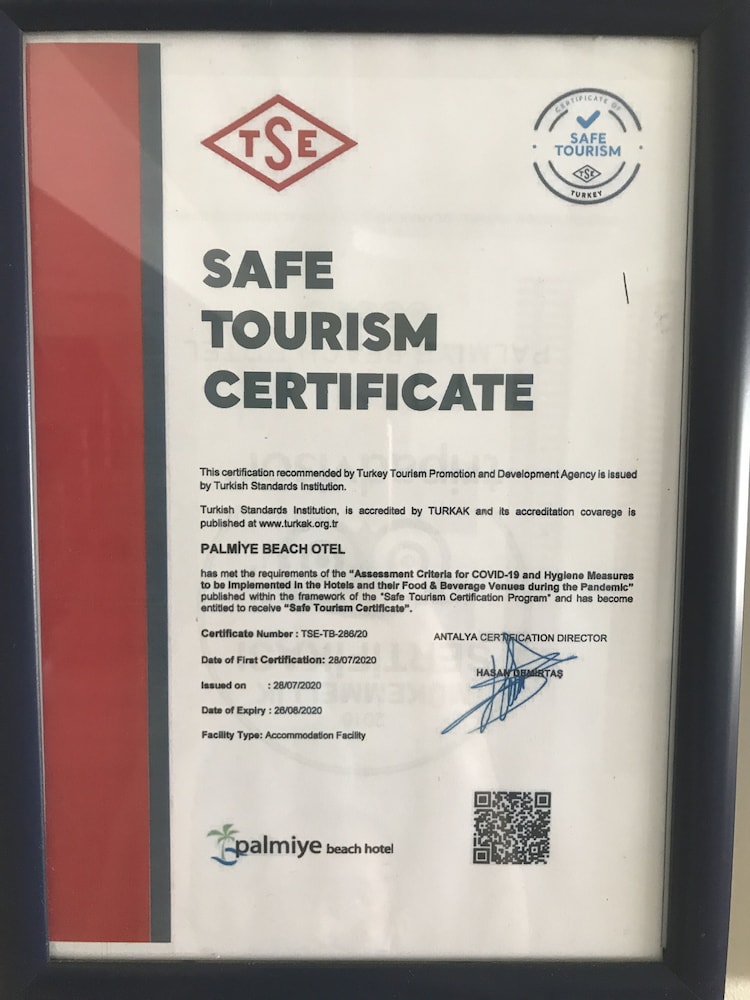 TSE
CERTIFICATE OF
SAFE
TOURISM
TSE
TURKEY
SAFE
TOURISM
CERTIFICATE
This certification recommended by Turkey Tourism Promotion and Development Agency is issued
by Turkish Standards Institution.
Turkish Standards Institution, is accredited by TURKAK and its accreditation covarege is
published at www.turkak.org.tr
PALMİYE BEACH OTEL
has met the requirements of the "Assessment Criteria for COVID-19 and Hygiene Measures
to be Implemented in the Hotels and their Food & Beverage Venues during the Pandemic"
published within the framework of the "Safe Tourism Certification Program" and has become
entitled to receive "Safe Tourism Certificate".
Certificate Number : TSE-TB-286/20
ANTALYA CERTIFICATION DIRECTOR
Date of First Certification: 28/07/2020
HASAN DEMİRTAŞ
Issued on : 28/07/2020
Date of Expiry : 26/08/2020
Facility Type: Accommodation Facility
palmiye beach hotel